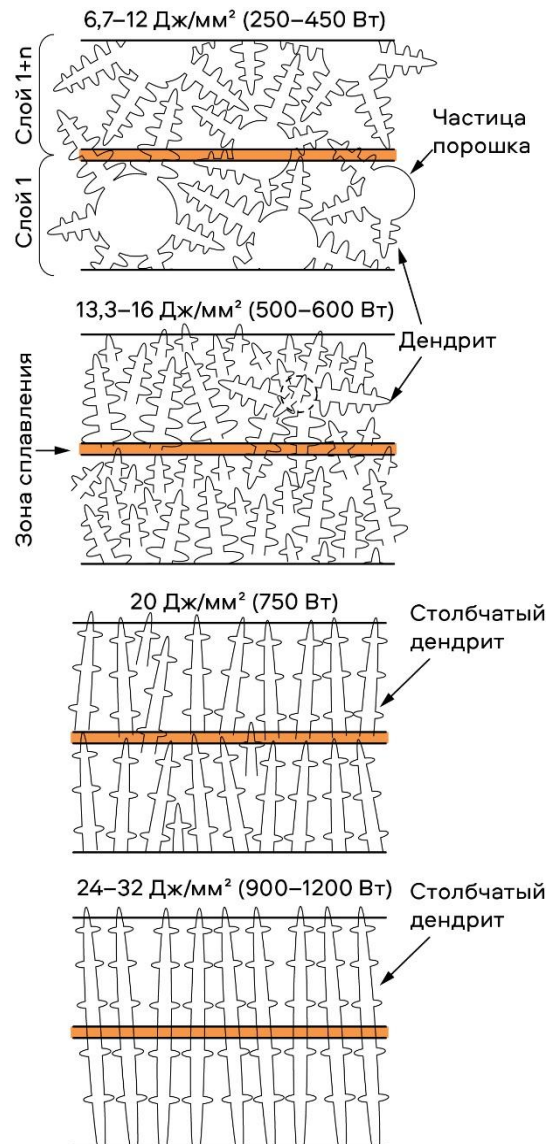 6,7–12 Дж/мм² (250–450 Вт)
Слой 1+n
Слой 1
Частица
порошка
Дендрит
13,3–16 Дж/мм² (500–600 Вт)
Зона сплавления
20 Дж/мм² (750 Вт)
Столбчатый
дендрит
24–32 Дж/мм² (900–1200 Вт)
Столбчатый
дендрит